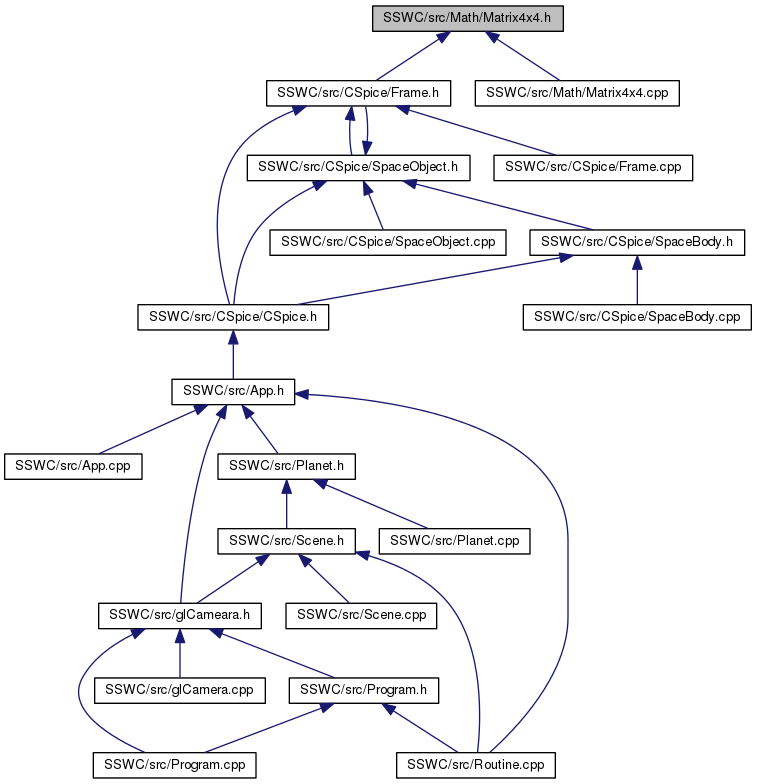 SSWC/src/Math/Matrix4x4.h
SSWC/src/CSpice/Frame.h
SSWC/src/Math/Matrix4x4.cpp
SSWC/src/CSpice/SpaceObject.h
SSWC/src/CSpice/Frame.cpp
SSWC/src/CSpice/SpaceObject.cpp
SSWC/src/CSpice/SpaceBody.h
SSWC/src/CSpice/CSpice.h
SSWC/src/CSpice/SpaceBody.cpp
SSWC/src/App.h
SSWC/src/App.cpp
SSWC/src/Planet.h
SSWC/src/Scene.h
SSWC/src/Planet.cpp
SSWC/src/glCameara.h
SSWC/src/Scene.cpp
SSWC/src/glCamera.cpp
SSWC/src/Program.h
SSWC/src/Program.cpp
SSWC/src/Routine.cpp